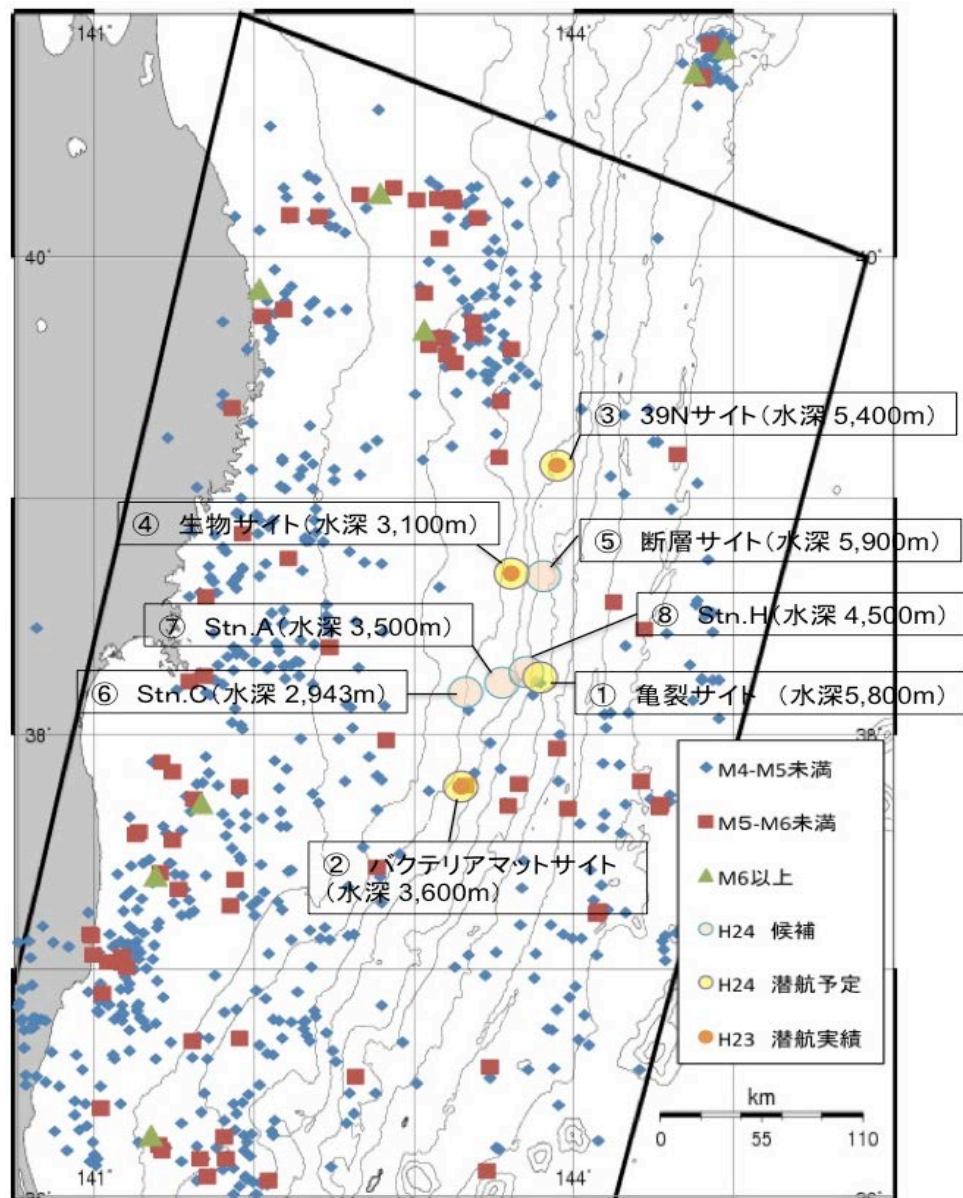 141°
144°
40°
40°
③ 39Nサイト(水深 5,400m)
④ 生物サイト(水深 3,100m)
⑤ 断層サイト(水深 5,900m)
⑦ Stn.A(水深 3,500m)
⑧ Stn.H(水深 4,500m)
⑥ Stn.C(水深 2,943m)
① 亀裂サイト (水深5,800m)
38°
38°
M4-M5未満
M5-M6未満
② バクテリアマットサイト
(水深 3,600m)
M6以上
H24 候補
H24 潜航予定
H23 潜航実績
km
0 55 110
141°
144°
36°